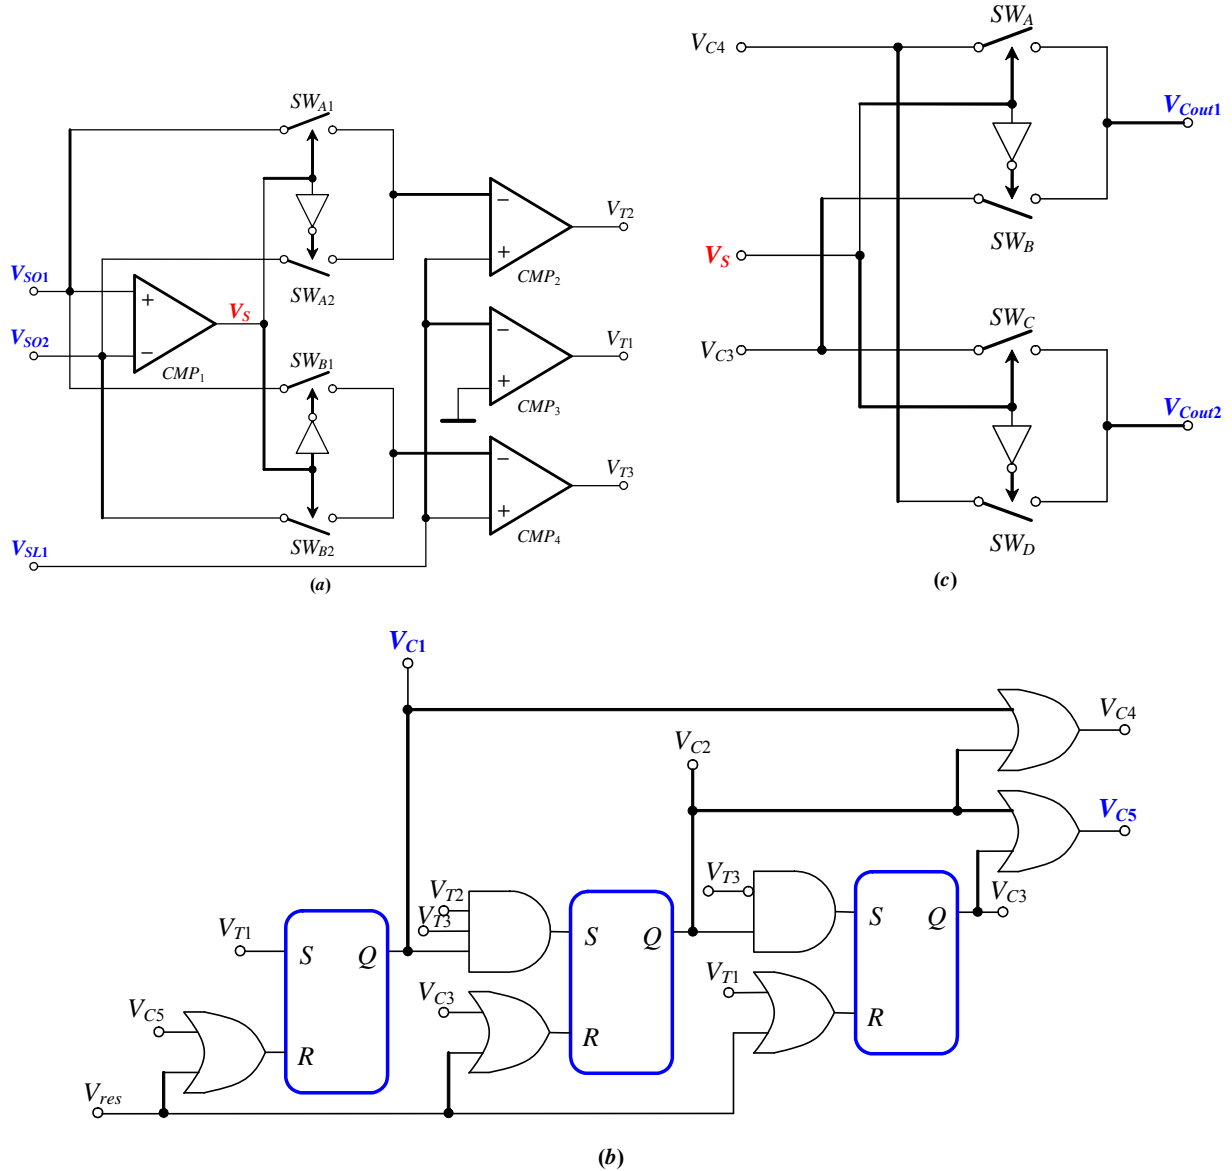 SW_A
V_C4
SW_A1
V_Cout1
V_T2
−
+
CMP_2
SW_B
V_S
V_SO1
SW_A2
+
V_S
V_SO2
−
CMP_1
−
+
V_T1
CMP_3
SW_C
V_C3
SW_B1
V_Cout2
−
+
V_T3
CMP_4
SW_B2
SW_D
V_SL1
(a)
(c)
V_C1
V_C4
V_C2
V_C5
V_T3
V_T2
V_T3
V_C3
V_T1
S
Q
S
Q
S
Q
V_C5
V_C3
V_T1
R
R
R
V_res
(b)